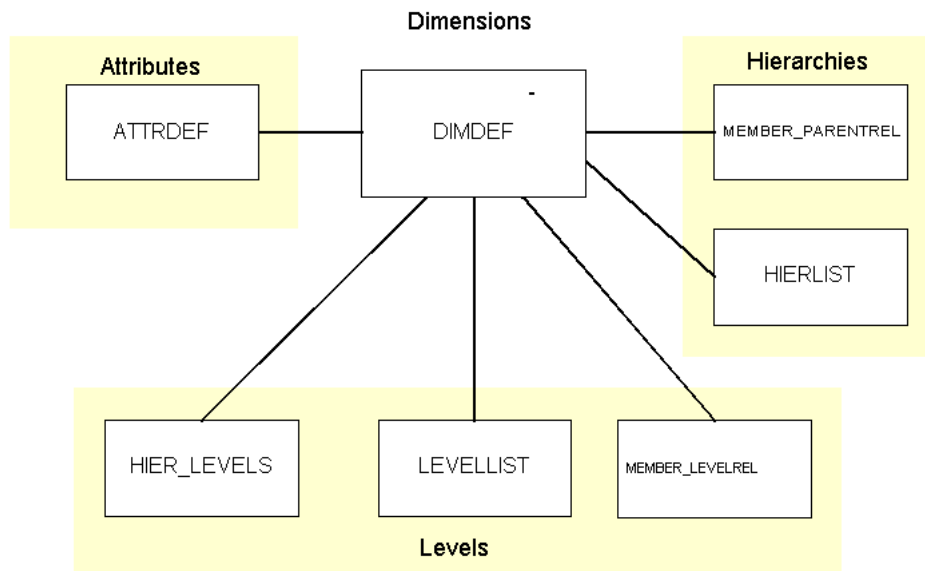 Dimensions
Attributes
Hierarchies
ATTRDEF
DIMDEF
-
MEMBER_PARENTREL
HIERLIST
HIER_LEVELS
LEVELLIST
MEMBER_LEVELREL
Levels